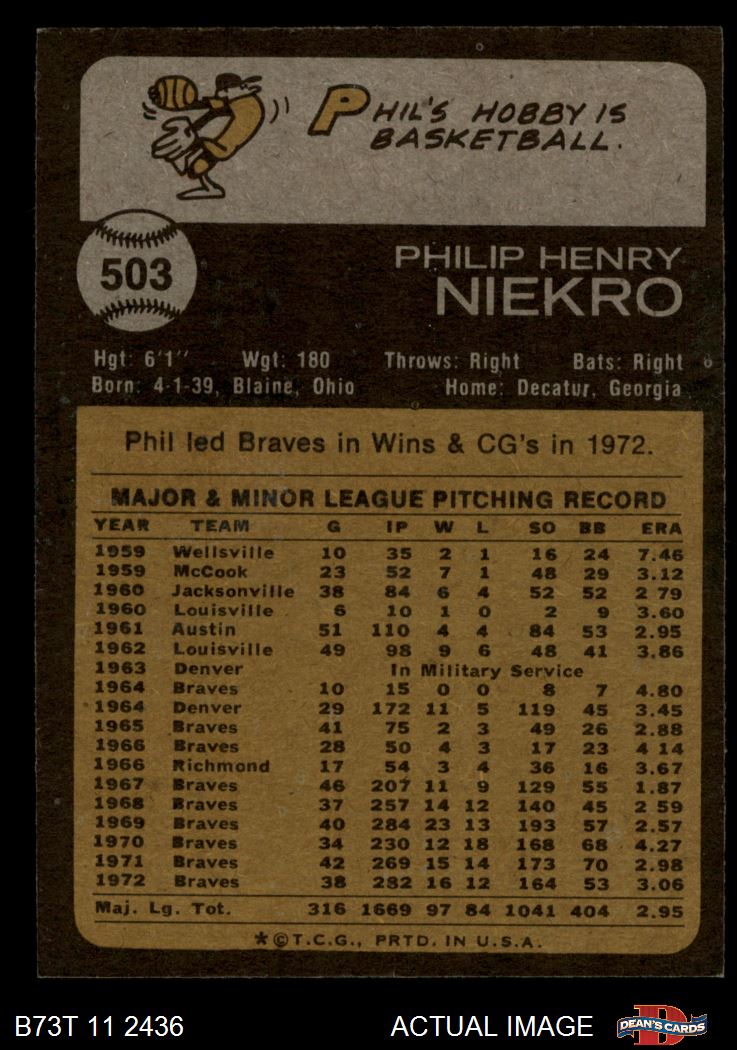 PHIL'S HOBBY IS
BASKETBALL.
503
PHILIP HENRY
NIEKRO
Hgt: 6'1" Wgt: 180 Throws: Right Bats: Right
Born: 4-1-39, Blaine, Ohio Home: Decatur, Georgia
Phil led Braves in Wins & CG's in 1972.
MAJOR & MINOR LEAGUE PITCHING RECORD
YEAR TEAM G IP W L SO BB ERA
1959 Wellsville 10 35 2 1 16 24 7.46
1959 McCook 23 52 7 1 48 29 3.12
1960 Jacksonville 38 84 6 4 52 52 2 79
1960 Louisville 6 10 1 0 2 9 3.60
1961 Austin 51 110 4 4 84 53 2.95
1962 Louisville 49 98 9 6 48 41 3.86
1963 Denver In Military Service
1964 Braves 10 15 0 0 8 7 4.80
1964 Denver 29 172 11 5 119 45 3.45
1965 Braves 41 75 2 3 49 26 2.88
1966 Braves 28 50 4 3 17 23 4 14
1966 Richmond 17 54 3 4 36 16 3.67
1967 Braves 46 207 11 9 129 55 1.87
1968 Braves 37 257 14 12 140 45 2 59
1969 Braves 40 284 23 13 193 57 2.57
1970 Braves 34 230 12 18 168 68 4.27
1971 Braves 42 269 15 14 173 70 2.98
1972 Braves 38 282 16 12 164 53 3.06
Maj. Lg. Tot. 316 1669 97 84 1041 404 2.95
*©T.C.G., PRTD. IN U.S.A.
B73T 11 2436 ACTUAL IMAGE D DEAN'S CARDS